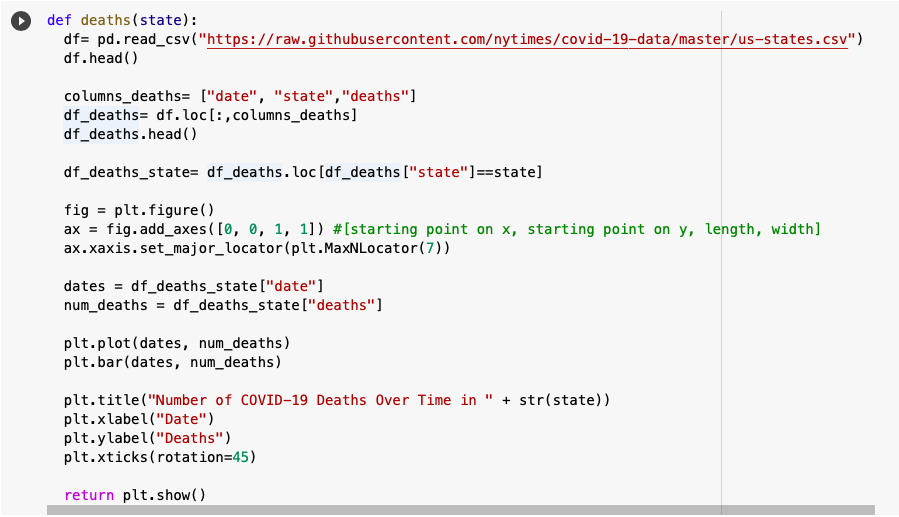 def deaths(state):
  df= pd.read_csv("https://raw.githubusercontent.com/nytimes/covid-19-data/master/us-states.csv")
  df.head()

  columns_deaths= ["date", "state","deaths"]
  df_deaths= df.loc[:,columns_deaths]
  df_deaths.head()

  df_deaths_state= df_deaths.loc[df_deaths["state"]==state]

  fig = plt.figure()
  ax = fig.add_axes([0, 0, 1, 1]) #[starting point on x, starting point on y, length, width]
  ax.xaxis.set_major_locator(plt.MaxNLocator(7))

  dates = df_deaths_state["date"]
  num_deaths = df_deaths_state["deaths"]

  plt.plot(dates, num_deaths)
  plt.bar(dates, num_deaths)

  plt.title("Number of COVID-19 Deaths Over Time in " + str(state))
  plt.xlabel("Date")
  plt.ylabel("Deaths")
  plt.xticks(rotation=45)

  return plt.show()